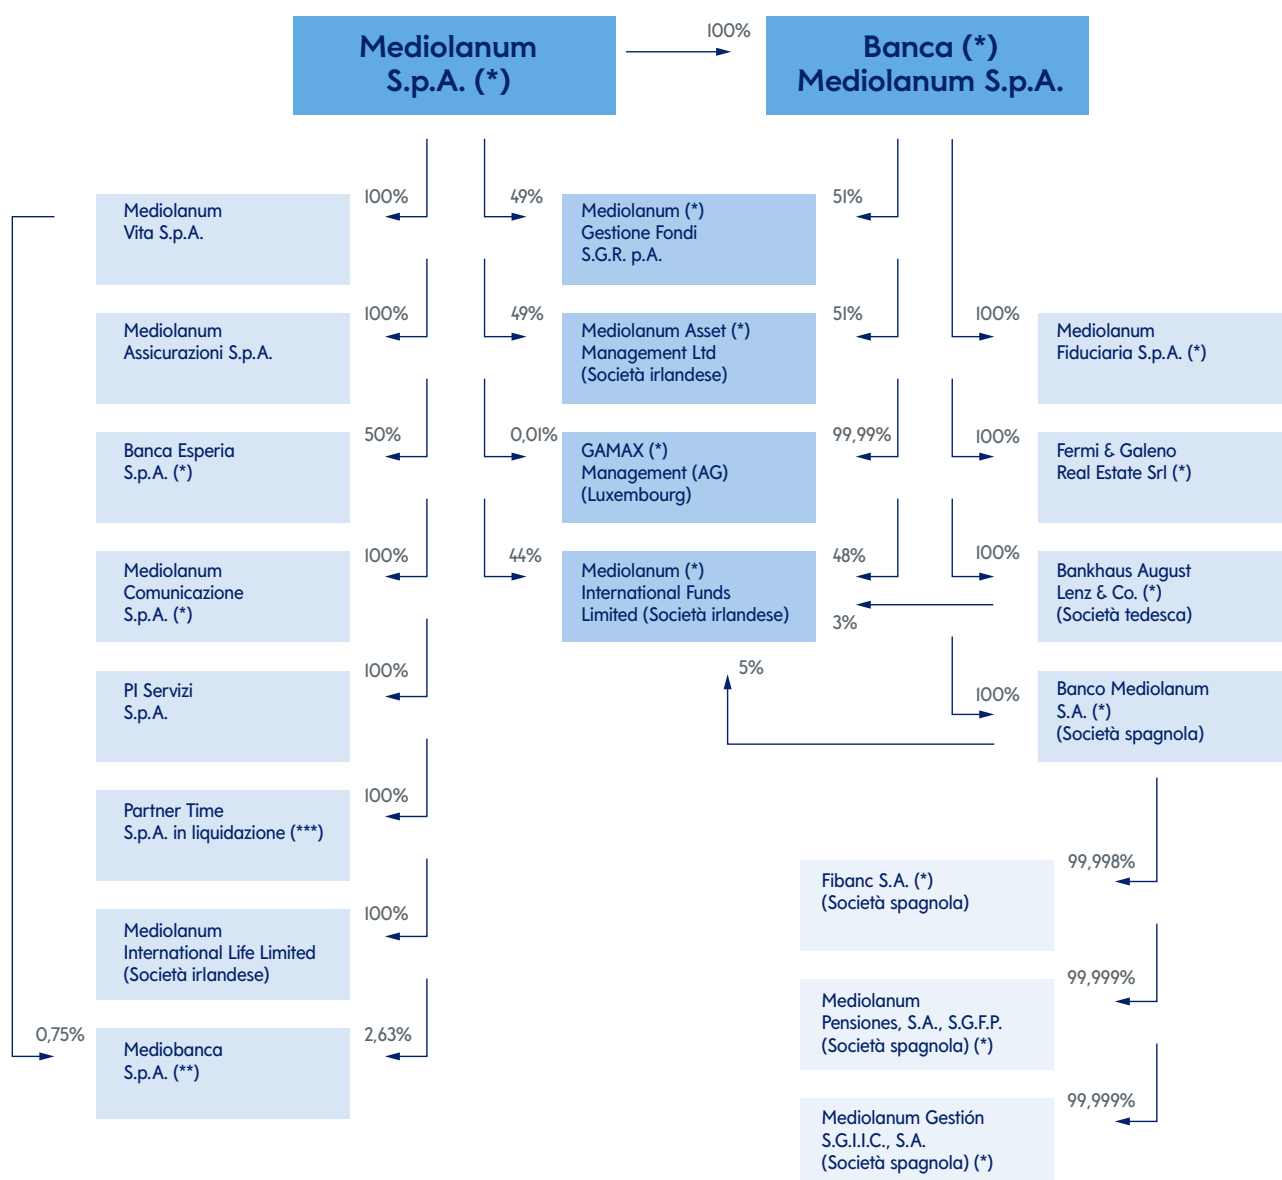 Mediolanum
S.p.A. (*)
100%
Banca (*)
Mediolanum S.p.A.
100%
Mediolanum
Vita S.p.A.
49%
Mediolanum (*)
Gestione Fondi
S.G.R. p.A.
51%
100%
Mediolanum
Assicurazioni S.p.A.
49%
Mediolanum Asset (*)
Management Ltd
(Società irlandese)
51%
100%
Mediolanum
Fiduciaria S.p.A. (*)
50%
Banca Esperia
S.p.A. (*)
0,01%
GAMAX (*)
Management (AG)
(Luxembourg)
99,99%
100%
Fermi & Galeno
Real Estate Srl (*)
100%
Mediolanum
Comunicazione
S.p.A. (*)
44%
Mediolanum (*)
International Funds
Limited (Società irlandese)
48%
3%
100%
Bankhaus August
Lenz & Co. (*)
(Società tedesca)
100%
PI Servizi
S.p.A.
5%
100%
Banco Mediolanum
S.A. (*)
(Società spagnola)
100%
Partner Time
S.p.A. in liquidazione (***)
99,998%
Fibanc S.A. (*)
(Società spagnola)
100%
Mediolanum
International Life Limited
(Società irlandese)
99,999%
Mediolanum
Pensiones, S.A., S.G.F.P.
(Società spagnola) (*)
0,75%
2,63%
Mediobanca
S.p.A. (**)
99,999%
Mediolanum Gestión
S.G.I.I.C., S.A.
(Società spagnola) (*)